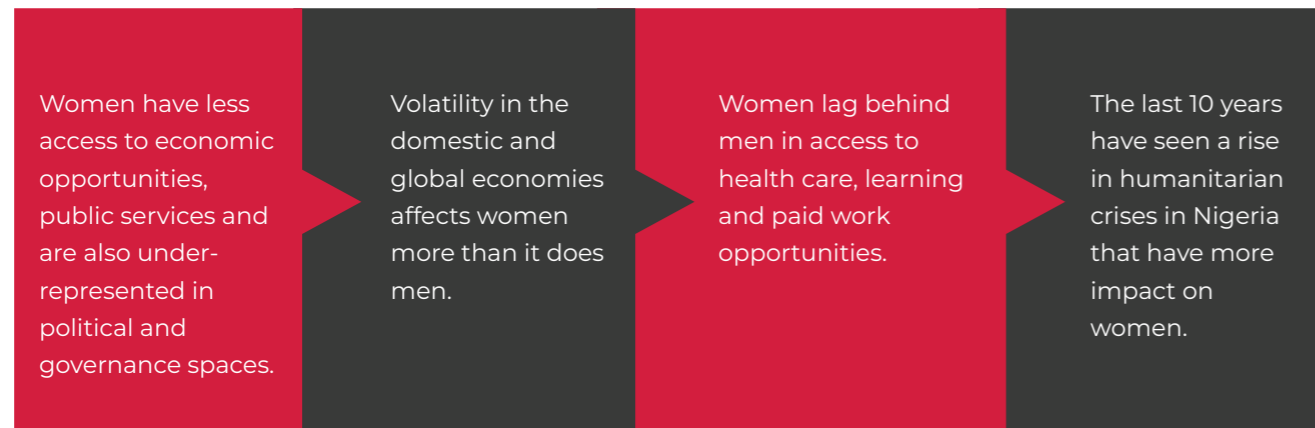 Women have less
access to economic
opportunities,
public services and
are also under-
represented in
political and
governance spaces.
Volatility in the
domestic and
global economies
affects women
more than it does
men.
Women lag behind
men in access to
health care, learning
and paid work
opportunities.
The last 10 years
have seen a rise
in humanitarian
crises in Nigeria
that have more
impact on
women.